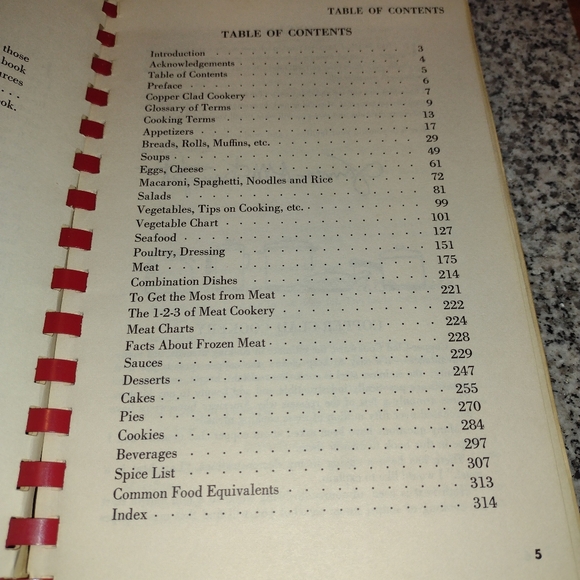 those
book
TABLE OF CONTENTS
TABLE OF CONTENTS
Introduction 3
Acknowledgements 4
Table of Contents 5
Preface 6
Copper Clad Cookery 7
Glossary of Terms 9
Cooking Terms 13
Appetizers 17
Breads, Rolls, Muffins, etc. 29
Soups 49
Eggs, Cheese 61
Macaroni, Spaghetti, Noodles and Rice 72
Salads 81
Vegetables, Tips on Cooking, etc. 99
Vegetable Chart 101
Seafood 127
Poultry, Dressing 151
Meat 175
Combination Dishes 214
To Get the Most from Meat 221
The 1-2-3 of Meat Cookery 222
Meat Charts 224
Facts About Frozen Meat 228
Sauces 229
Desserts 247
Cakes 255
Pies 270
Cookies 284
Beverages 297
Spice List 307
Common Food Equivalents 313
Index 314
5